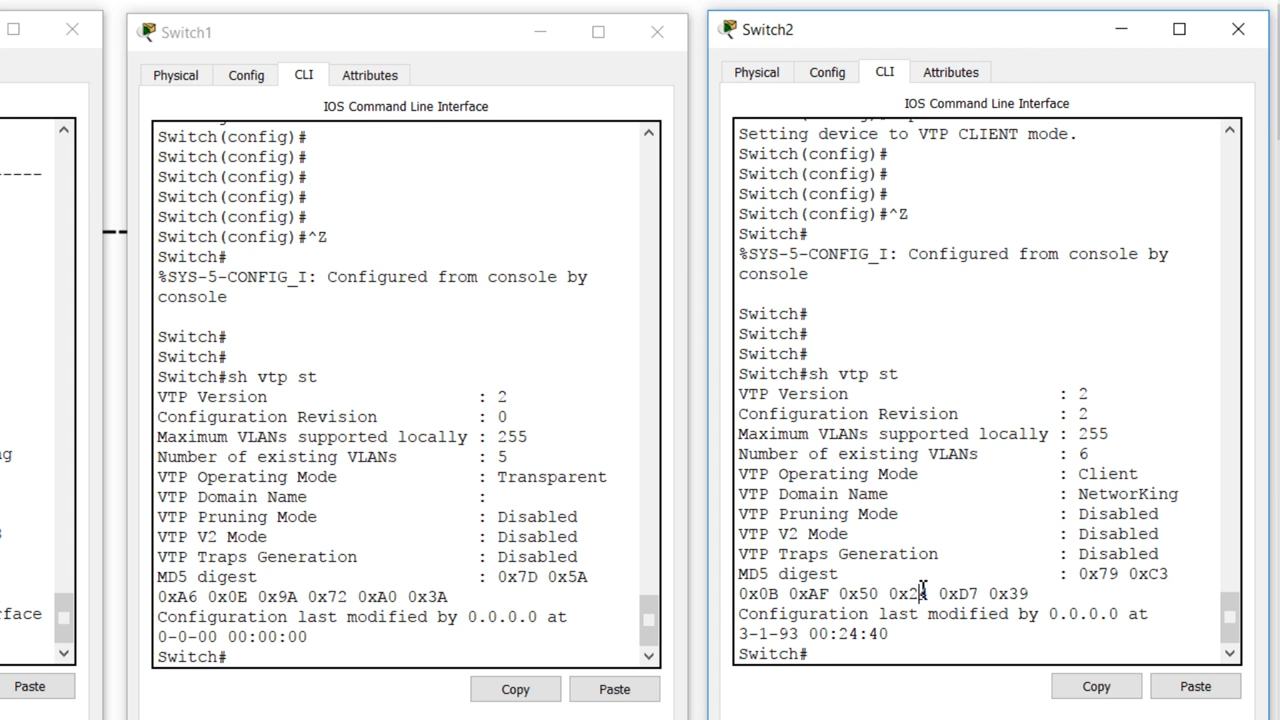 Switch1
Physical Config CLI Attributes
IOS Command Line Interface
Switch(config)#
Switch(config)#
Switch(config)#
Switch(config)#
Switch(config)#
Switch(config)#^Z
Switch#
%SYS-5-CONFIG_I: Configured from console by
console
Switch#
Switch#
Switch#sh vtp st
VTP Version : 2
Configuration Revision : 0
Maximum VLANs supported locally : 255
Number of existing VLANs : 5
VTP Operating Mode : Transparent
VTP Domain Name :
VTP Pruning Mode : Disabled
VTP V2 Mode : Disabled
VTP Traps Generation : Disabled
MD5 digest : 0x7D 0x5A
0xA6 0x0E 0x9A 0x72 0xA0 0x3A
Configuration last modified by 0.0.0.0 at
0-0-00 00:00:00
Switch#
Copy Paste
Switch2
Physical Config CLI Attributes
IOS Command Line Interface
Setting device to VTP CLIENT mode.
Switch(config)#
Switch(config)#
Switch(config)#
Switch(config)#^Z
Switch#
%SYS-5-CONFIG_I: Configured from console by
console
Switch#
Switch#
Switch#
Switch#sh vtp st
VTP Version : 2
Configuration Revision : 2
Maximum VLANs supported locally : 255
Number of existing VLANs : 6
VTP Operating Mode : Client
VTP Domain Name : NetworKing
VTP Pruning Mode : Disabled
VTP V2 Mode : Disabled
VTP Traps Generation : Disabled
MD5 digest : 0x79 0xC3
0x0B 0xAF 0x50 0xD7 0x39
Configuration last modified by 0.0.0.0 at
3-1-93 00:24:40
Switch#
Copy Paste
Paste